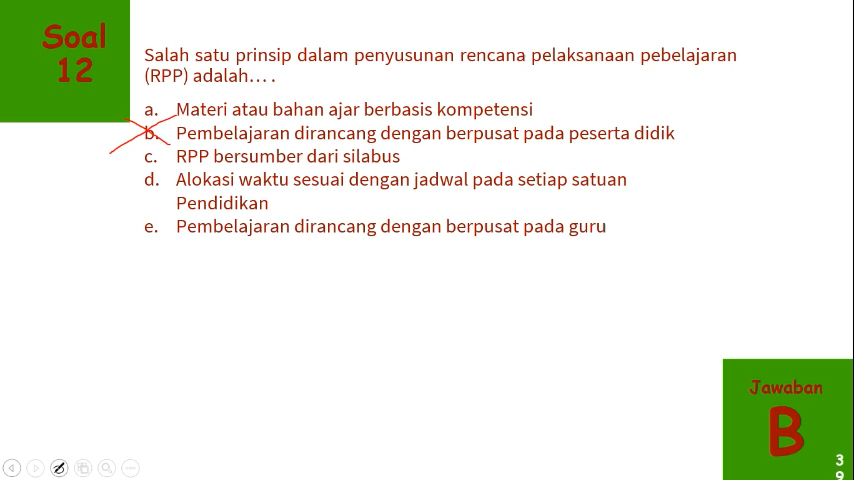 Soal
12
Salah satu prinsip dalam penyusunan rencana pelaksanaan pebelajaran
(RPP) adalah....
a. Materi atau bahan ajar berbasis kompetensi
b. Pembelajaran dirancang dengan berpusat pada peserta didik
c. RPP bersumber dari silabus
d. Alokasi waktu sesuai dengan jadwal pada setiap satuan
Pendidikan
e. Pembelajaran dirancang dengan berpusat pada guru
Jawaban
B
3
9